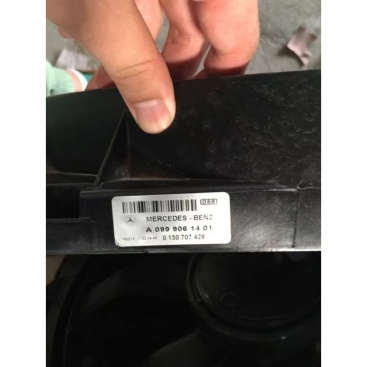 MERCEDES - BENZ
A 099 906 14 01
0 130 707 426